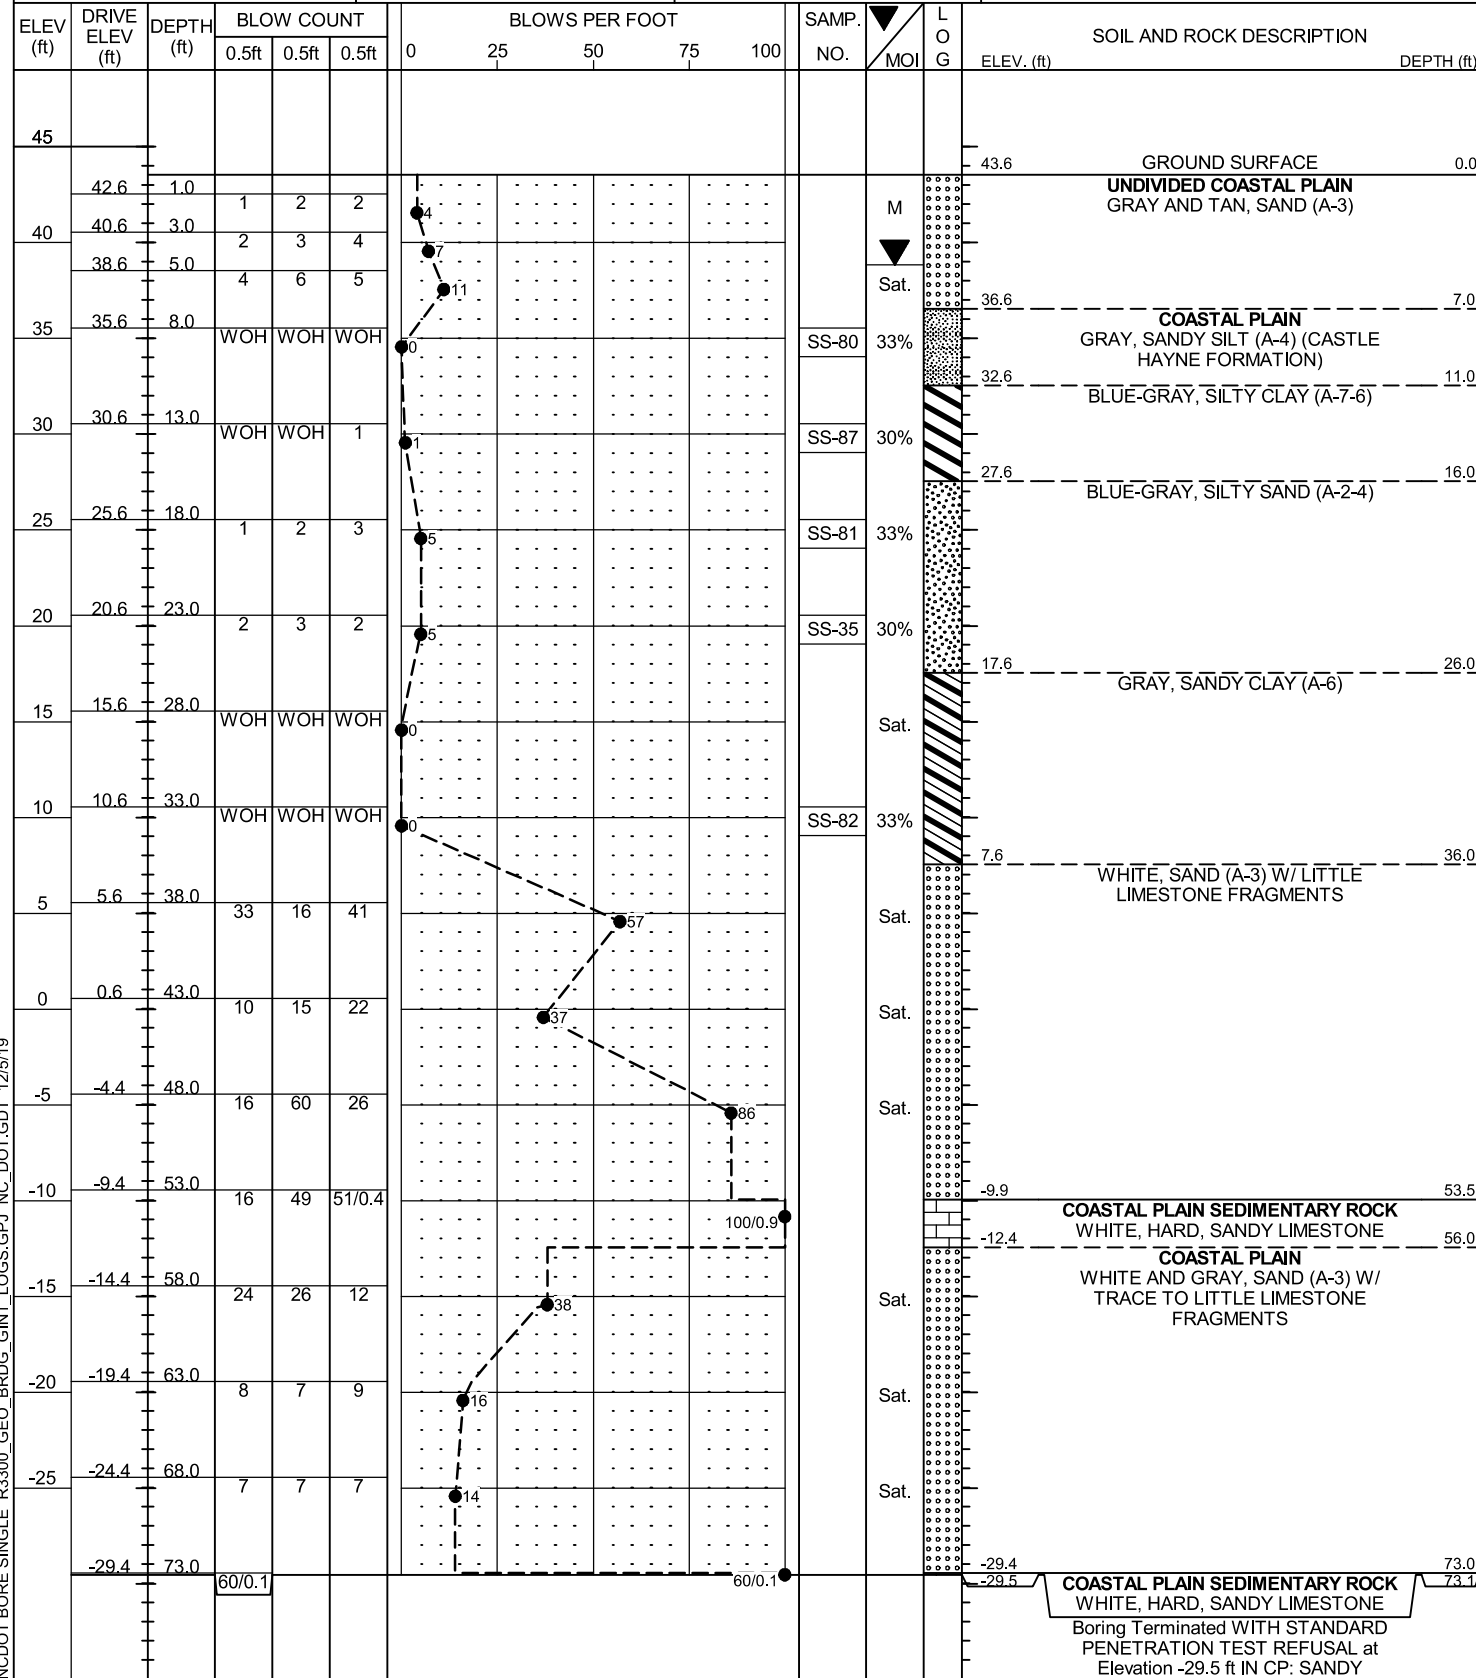 ELEV (ft) DRIVE ELEV (ft) DEPTH (ft) BLOW COUNT BLOWS PER FOOT SAMP. NO. MOI L O G SOIL AND ROCK DESCRIPTION
0.5ft 0.5ft 0.5ft 0 25 50 75 100 ELEV. (ft) DEPTH (ft)
45
43.6 GROUND SURFACE 0.0
42.6 1.0 UNDIVIDED COASTAL PLAIN
1 2 2 4 M GRAY AND TAN, SAND (A-3)
40 40.6 3.0
2 3 4 7
38.6 5.0
4 6 5 11 Sat.
36.6 7.0
35 35.6 8.0 COASTAL PLAIN
WOH WOH WOH 0 SS-80 33% GRAY, SANDY SILT (A-4) (CASTLE
HAYNE FORMATION)
32.6 11.0
BLUE-GRAY, SILTY CLAY (A-7-6)
30 30.6 13.0
WOH WOH 1 1 SS-87 30%
27.6 16.0
BLUE-GRAY, SILTY SAND (A-2-4)
25 25.6 18.0
1 2 3 5 SS-81 33%
20 20.6 23.0
2 3 2 5 SS-35 30%
17.6 26.0
GRAY, SANDY CLAY (A-6)
15 15.6 28.0
WOH WOH WOH 0 Sat.
10 10.6 33.0
WOH WOH WOH 0 SS-82 33%
7.6 36.0
WHITE, SAND (A-3) W/ LITTLE
LIMESTONE FRAGMENTS
5 5.6 38.0
33 16 41 57 Sat.
0 0.6 43.0
10 15 22 37 Sat.
-5 -4.4 48.0
16 60 26 86 Sat.
-10 -9.4 53.0
16 49 51/0.4 -9.9 53.5
100/0.9 COASTAL PLAIN SEDIMENTARY ROCK
WHITE, HARD, SANDY LIMESTONE
-12.4 56.0
COASTAL PLAIN
-15 -14.4 58.0 WHITE AND GRAY, SAND (A-3) W/
24 26 12 38 Sat. TRACE TO LITTLE LIMESTONE
FRAGMENTS
-20 -19.4 63.0
8 7 9 16 Sat.
-25 -24.4 68.0
7 7 7 14 Sat.
-29.4 73.0 -29.4 73.0
60/0.1 60/0.1 -29.5 COASTAL PLAIN SEDIMENTARY ROCK 73.1
WHITE, HARD, SANDY LIMESTONE
Boring Terminated WITH STANDARD
PENETRATION TEST REFUSAL at
Elevation -29.5 ft IN CP: SANDY
NCDOT BORE SINGLE R3300_GEO_BRDG_GINT_LOGS.GPJ NC_DOT.GDT 12/5/19